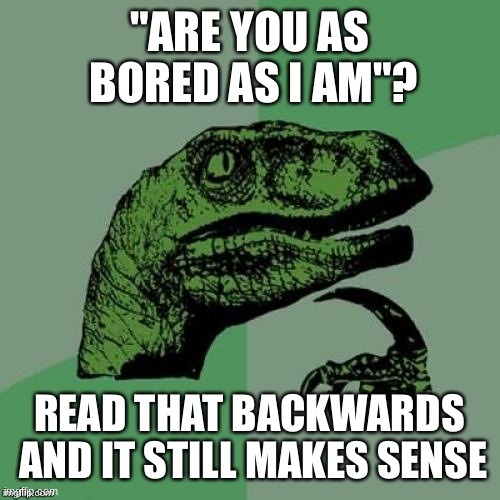 "ARE YOU AS
BORED AS I AM"?
READ THAT BACKWARDS
AND IT STILL MAKES SENSE
imgflip.com